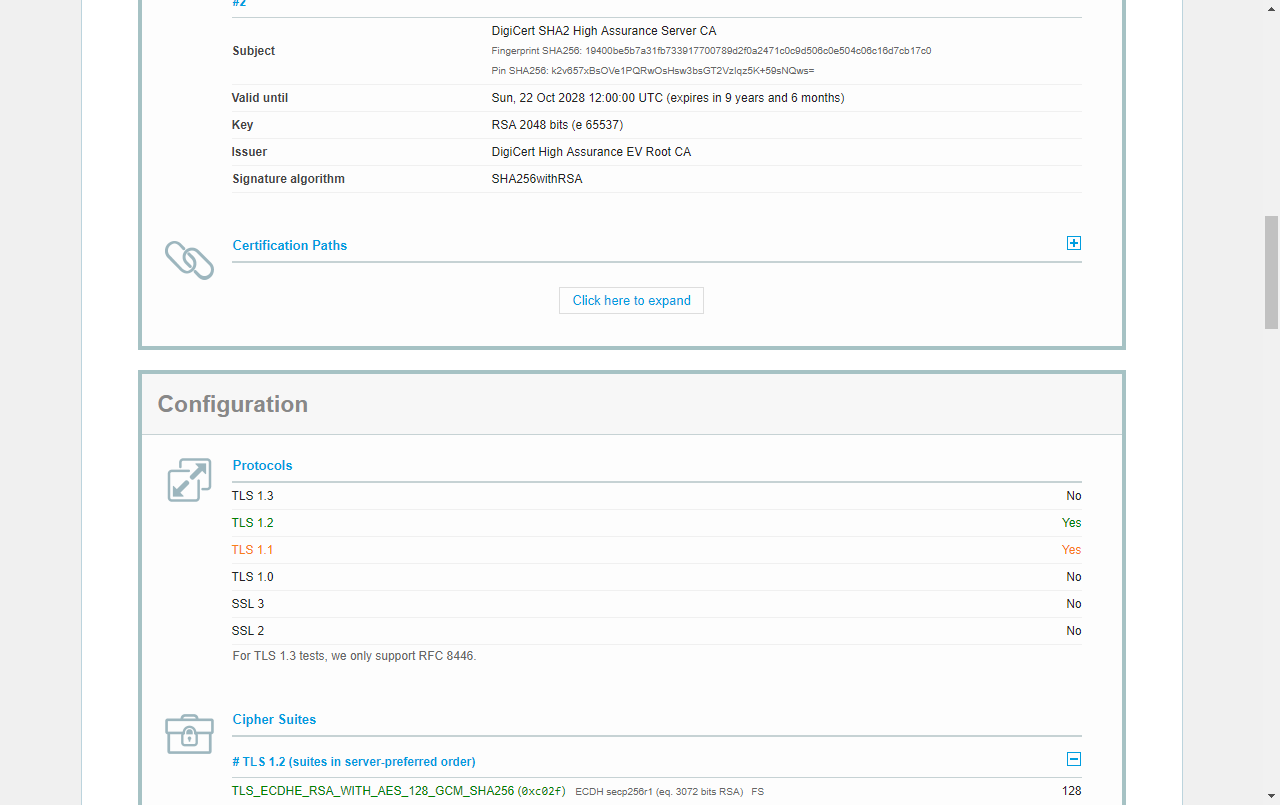 #2
DigiCert SHA2 High Assurance Server CA
Subject
Fingerprint SHA256: 19400be5b7a31fb733917700789d2f0a2471c0c9d506c0e504c06c16d7cb17c0
Pin SHA256: k2v657xBsOVe1PQRwOsHsw3bsGT2VzIqz5K+59sNQws=
Valid until Sun, 22 Oct 2028 12:00:00 UTC (expires in 9 years and 6 months)
Key RSA 2048 bits (e 65537)
Issuer DigiCert High Assurance EV Root CA
Signature algorithm SHA256withRSA
Certification Paths
Click here to expand
Configuration
Protocols
TLS 1.3 No
TLS 1.2 Yes
TLS 1.1 Yes
TLS 1.0 No
SSL 3 No
SSL 2 No
For TLS 1.3 tests, we only support RFC 8446.
Cipher Suites
# TLS 1.2 (suites in server-preferred order)
TLS_ECDHE_RSA_WITH_AES_128_GCM_SHA256 (0xc02f) ECDH secp256r1 (eq. 3072 bits RSA) FS 128